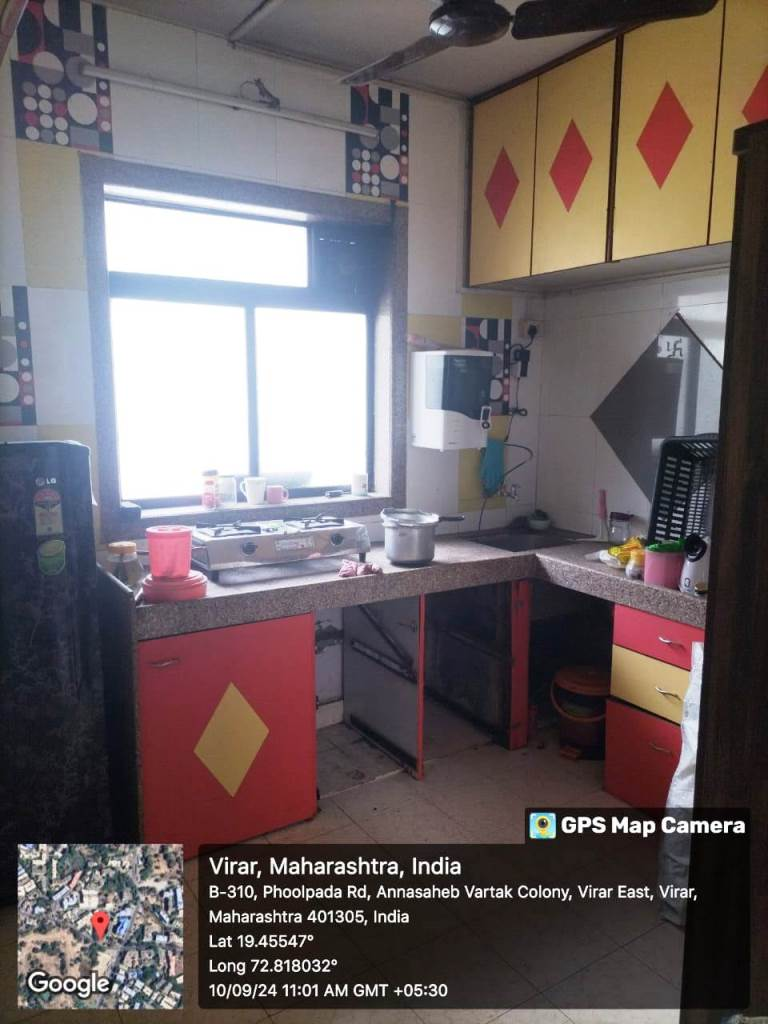 LG
GPS Map Camera
Virar, Maharashtra, India
B-310, Phoolpada Rd, Annasaheb Vartak Colony, Virar East, Virar,
Maharashtra 401305, India
Lat 19.45547°
Long 72.818032°
10/09/24 11:01 AM GMT +05:30
Google